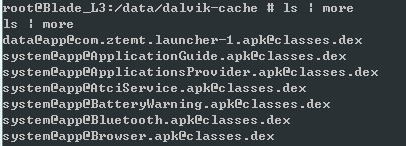 root@Blade_L3:/data/dalvik-cache # ls | more
ls | more
data@app@com.ztemt.launcher-1.apk@classes.dex
system@app@ApplicationGuide.apk@classes.dex
system@app@ApplicationsProvider.apk@classes.dex
system@app@AtciService.apk@classes.dex
system@app@BatteryWarning.apk@classes.dex
system@app@Bluetooth.apk@classes.dex
system@app@Browser.apk@classes.dex